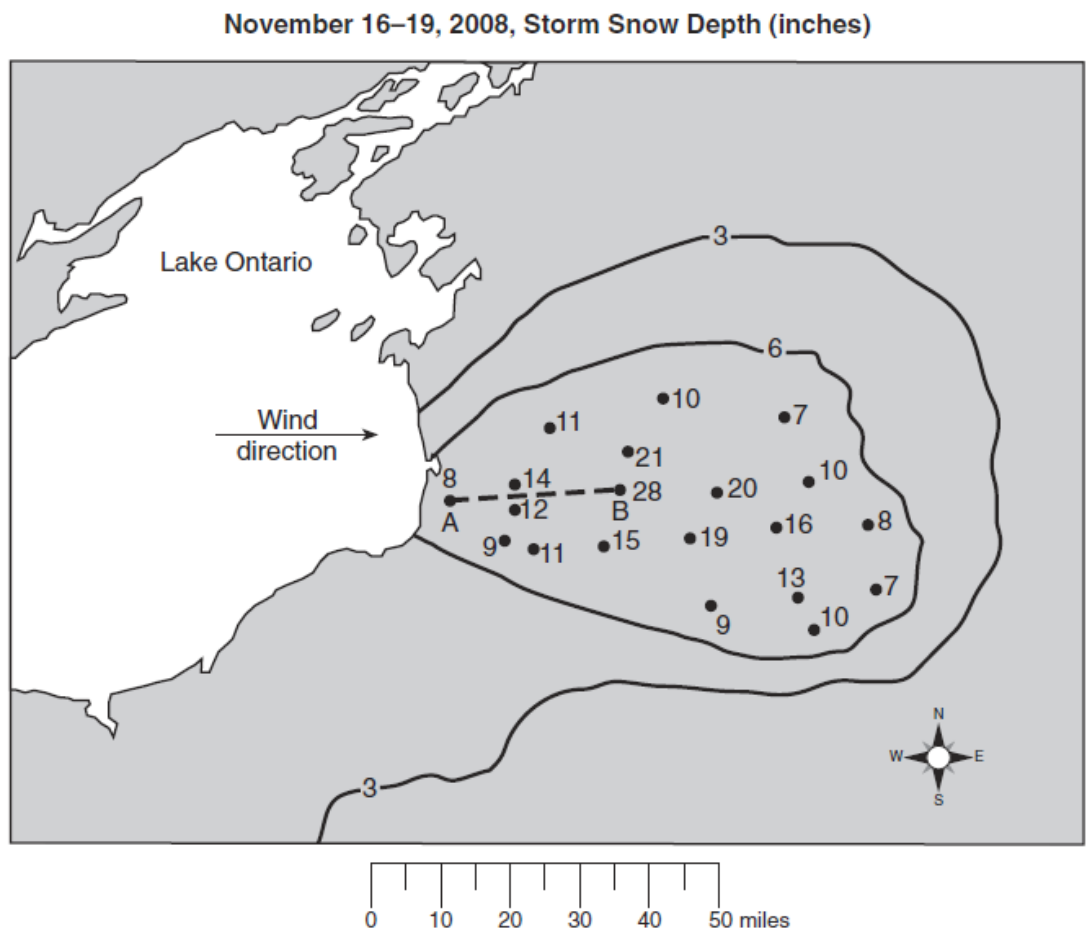 November 16–19, 2008, Storm Snow Depth (inches)
3
Lake Ontario
6
10
7
11
Wind
direction
21
8
14
10
28
20
A
12
B
8
16
9
11
15
19
13
7
9
10
N
W
E
S
3
0 10 20 30 40 50 miles